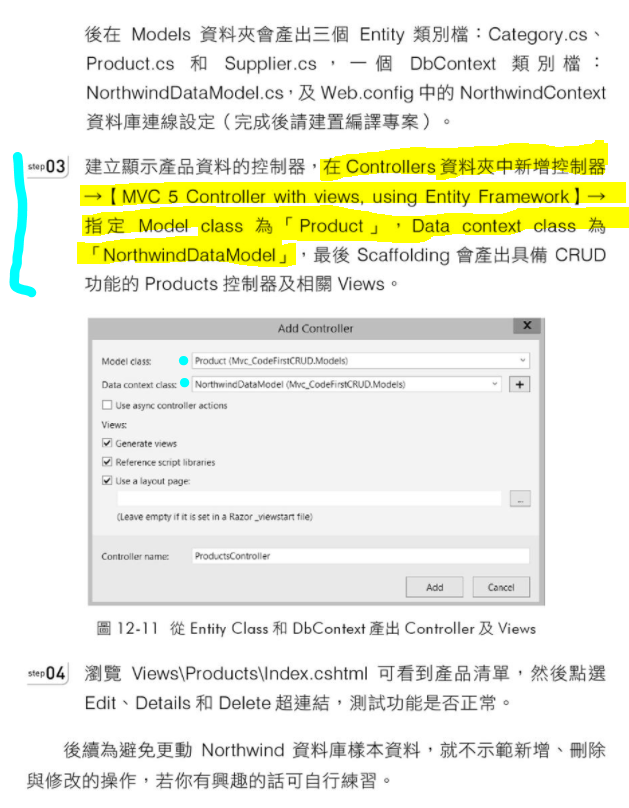 後在 Models 資料夾會產出三個 Entity 類別檔：Category.cs、
Product.cs 和 Supplier.cs，一個 DbContext 類別檔：
NorthwindDataModel.cs，及 Web.config 中的 NorthwindContext
資料庫連線設定（完成後請建置編譯專案）。
step03 建立顯示產品資料的控制器，在 Controllers 資料夾中新增控制器
→【MVC 5 Controller with views, using Entity Framework】→
指定 Model class 為「Product」，Data context class 為
「NorthwindDataModel」，最後 Scaffolding 會產出具備 CRUD
功能的 Products 控制器及相關 Views。
Add Controller X
Model class: Product (Mvc_CodeFirstCRUD.Models)
Data context class: NorthwindDataModel (Mvc_CodeFirstCRUD.Models) +
Use async controller actions
Views:
Generate views
Reference script libraries
Use a layout page:
...
(Leave empty if it is set in a Razor _viewstart file)
Controller name: ProductsController
Add Cancel
圖 12-11 從 Entity Class 和 DbContext 產出 Controller 及 Views
step04 瀏覽 Views\Products\Index.cshtml 可看到產品清單，然後點選
Edit、Details 和 Delete 超連結，測試功能是否正常。
後續為避免更動 Northwind 資料庫樣本資料，就不示範新增、刪除
與修改的操作，若你有興趣的話可自行練習。